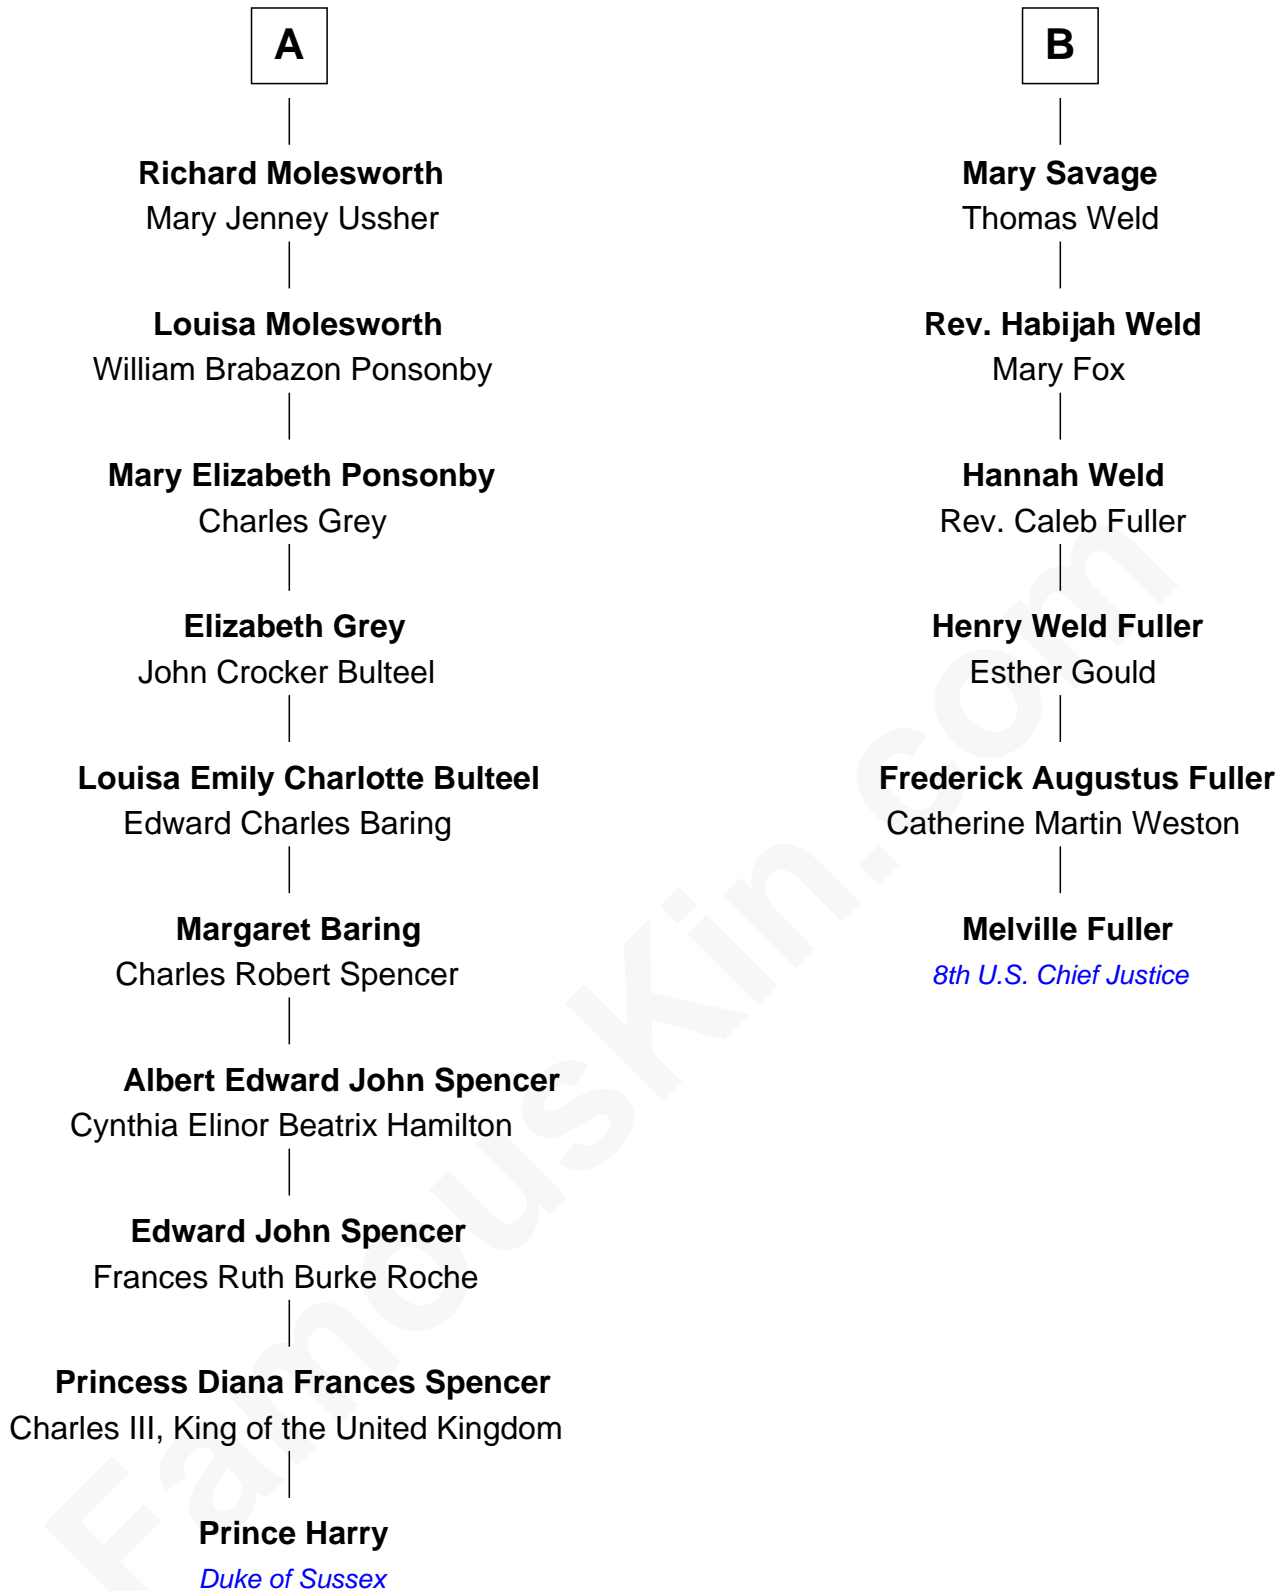 A
Richard Molesworth
Mary Jenney Ussher
Louisa Molesworth
William Brabazon Ponsonby
Mary Elizabeth Ponsonby
Charles Grey
Elizabeth Grey
John Crocker Bulteel
Louisa Emily Charlotte Bulteel
Edward Charles Baring
Margaret Baring
Charles Robert Spencer
Albert Edward John Spencer
Cynthia Elinor Beatrix Hamilton
Edward John Spencer
Frances Ruth Burke Roche
Princess Diana Frances Spencer
Charles III, King of the United Kingdom
Prince Harry
Duke of Sussex
B
Mary Savage
Thomas Weld
Rev. Habijah Weld
Mary Fox
Hannah Weld
Rev. Caleb Fuller
Henry Weld Fuller
Esther Gould
Frederick Augustus Fuller
Catherine Martin Weston
Melville Fuller
8th U.S. Chief Justice
FamousKin.com